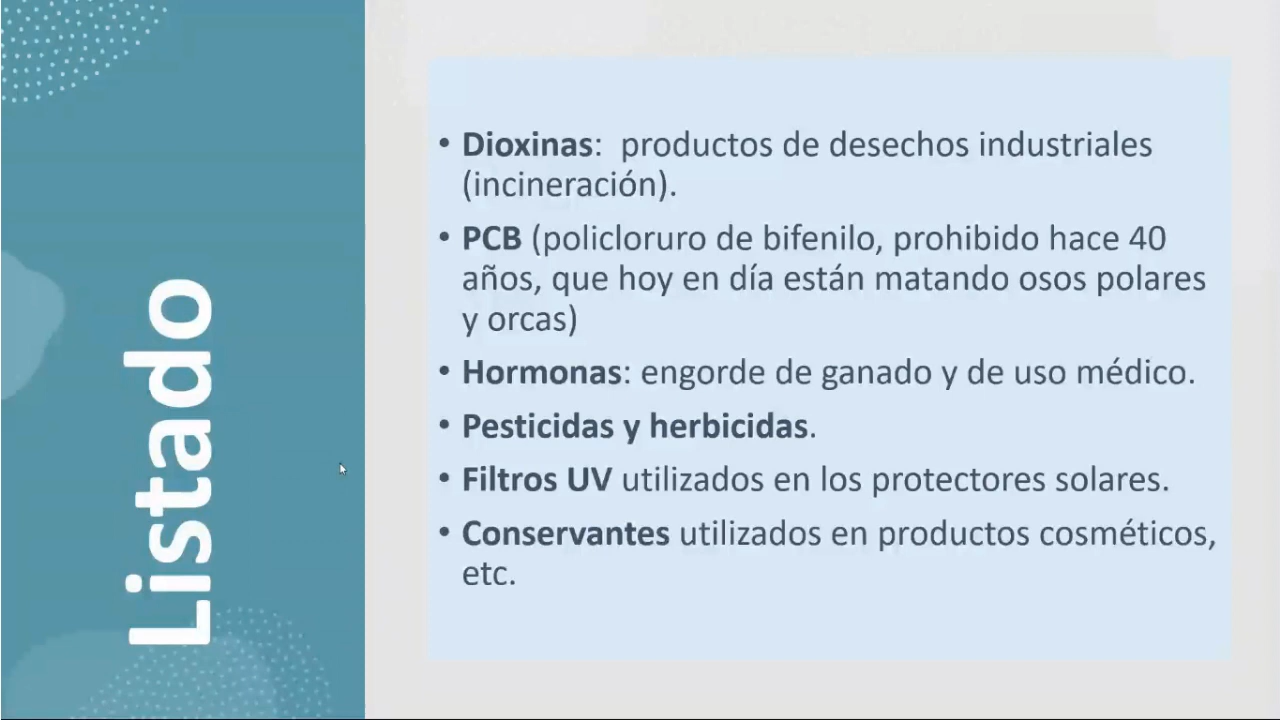 Listado
• Dioxinas:  productos de desechos industriales
(incineración).
• PCB (policloruro de bifenilo, prohibido hace 40
años, que hoy en día están matando osos polares
y orcas)
• Hormonas: engorde de ganado y de uso médico.
• Pesticidas y herbicidas.
• Filtros UV utilizados en los protectores solares.
• Conservantes utilizados en productos cosméticos,
etc.